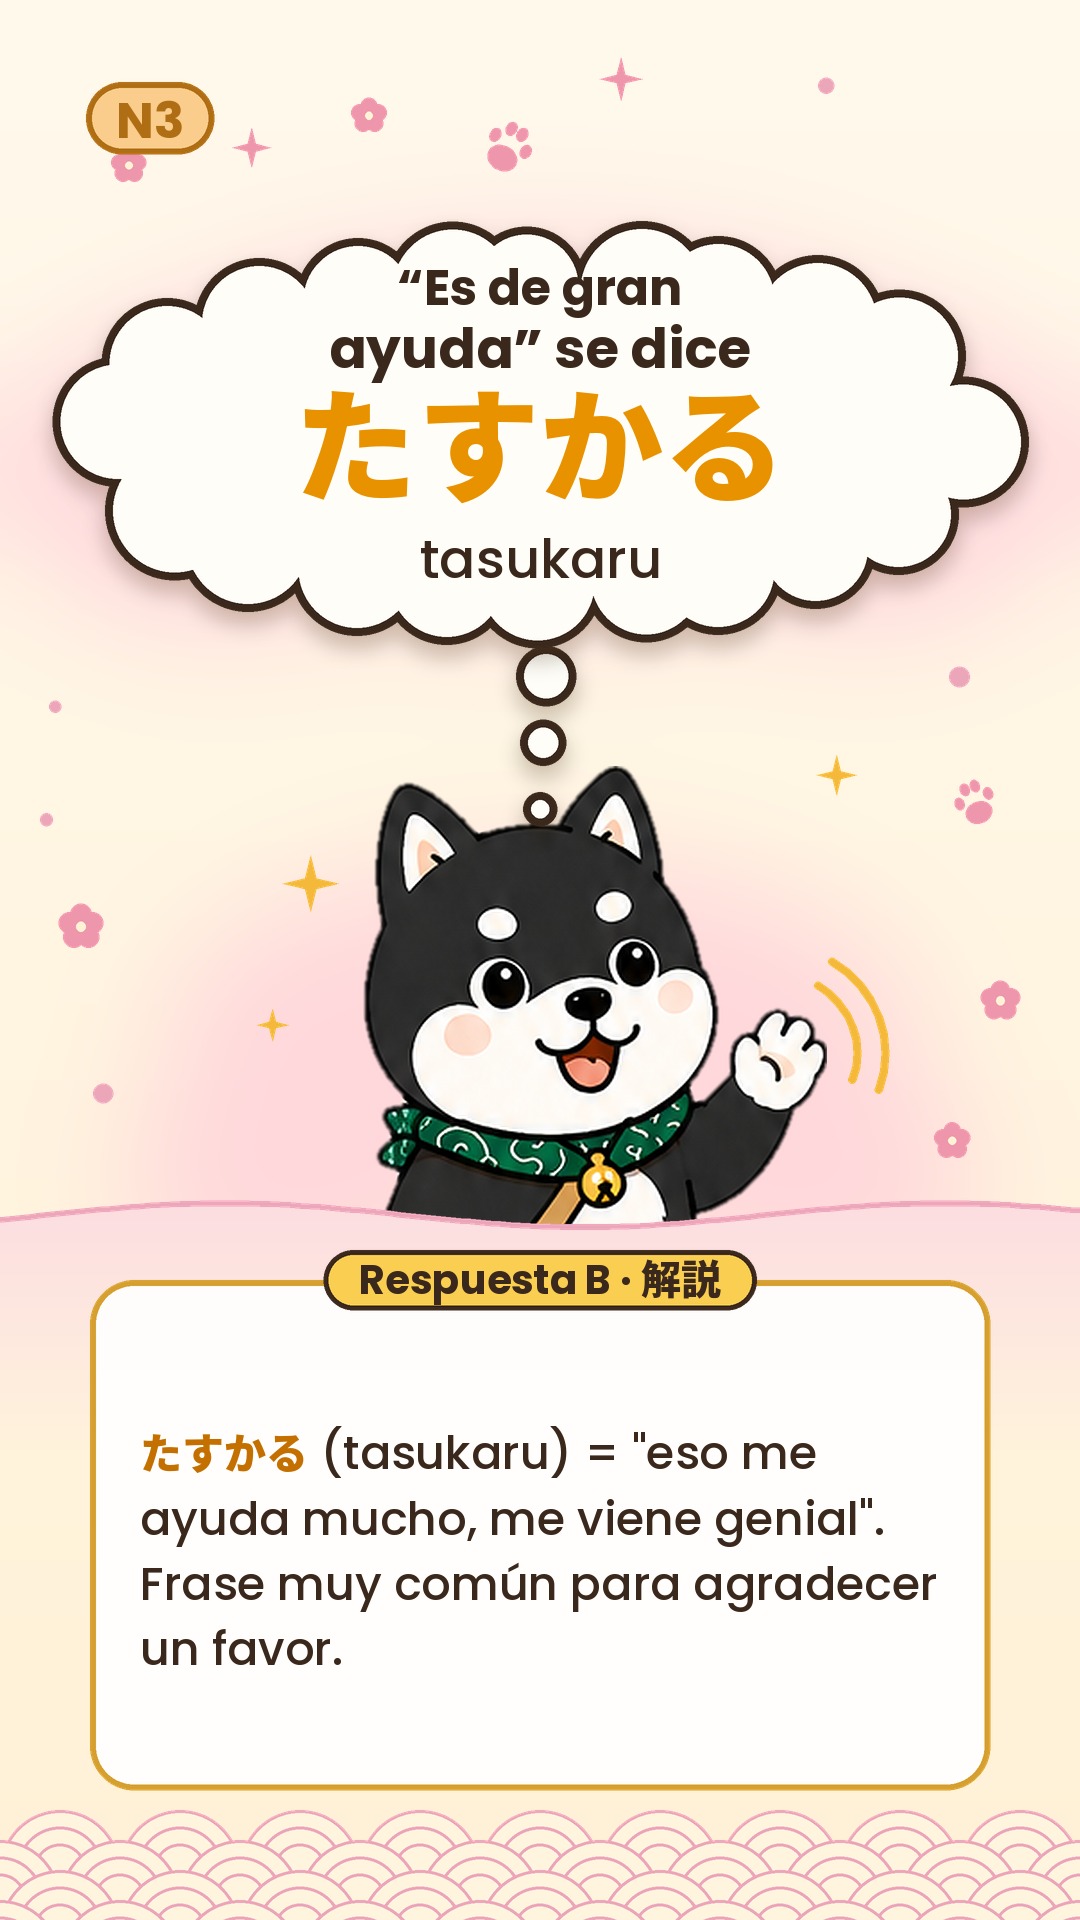 N3
“Es de gran
ayuda” se dice
たすかる
tasukaru
Respuesta B · 解説
たすかる (tasukaru) = "eso me
ayuda mucho, me viene genial".
Frase muy común para agradecer
un favor.